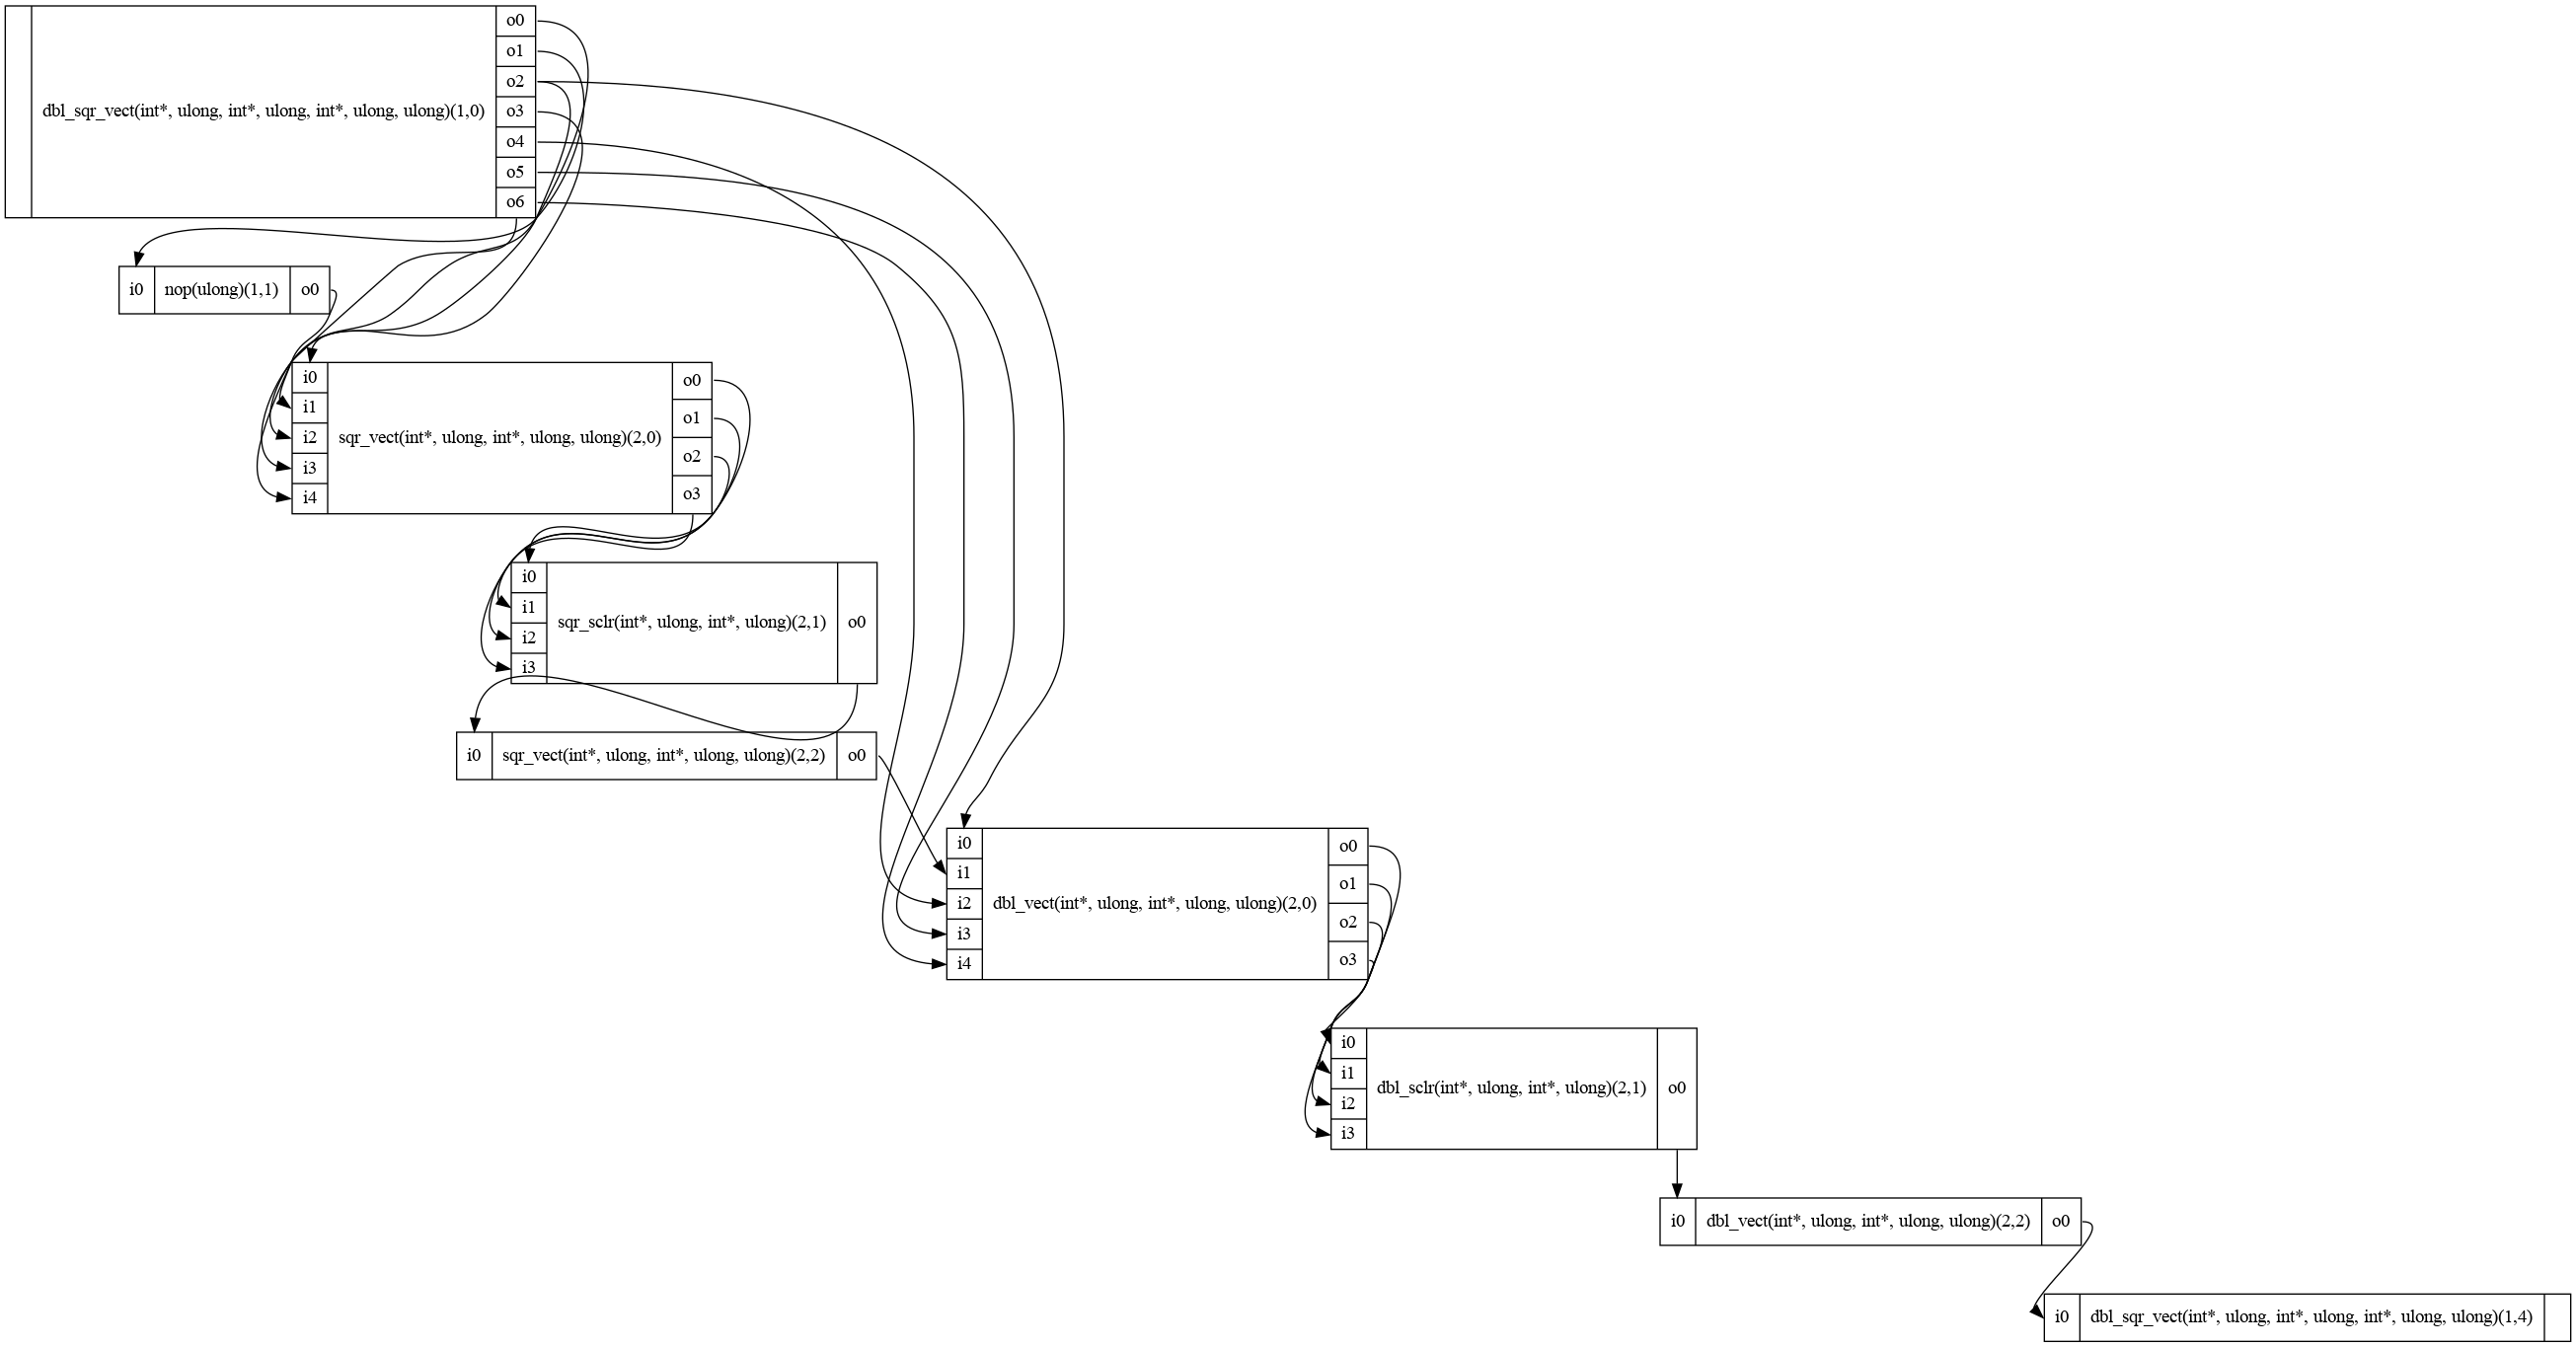 o0
o1
o2
dbl_sqr_vect(int*, ulong, int*, ulong, int*, ulong, ulong)(1,0)
o3
o4
o5
o6
i0 nop(ulong)(1,1) o0
i0
i1
i2
i3
i4
sqr_vect(int*, ulong, int*, ulong, ulong)(2,0)
o0
o1
o2
o3
i0
i1
i2
i3
sqr_sclr(int*, ulong, int*, ulong)(2,1)
o0
i0 sqr_vect(int*, ulong, int*, ulong, ulong)(2,2) o0
i0
i1
i2
i3
i4
dbl_vect(int*, ulong, int*, ulong, ulong)(2,0)
o0
o1
o2
o3
i0
i1
i2
i3
dbl_sclr(int*, ulong, int*, ulong)(2,1)
o0
i0 dbl_vect(int*, ulong, int*, ulong, ulong)(2,2) o0
i0 dbl_sqr_vect(int*, ulong, int*, ulong, int*, ulong, ulong)(1,4)